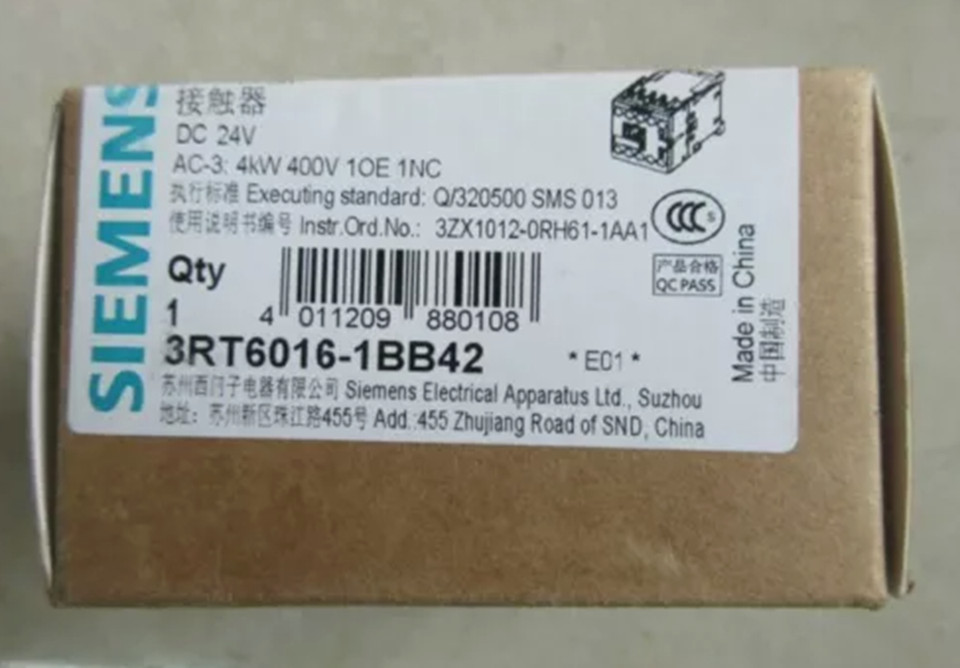 SIEMENS
接触器
DC 24V
AC-3: 4kW 400V 1OE 1NC
执行标准 Executing standard: Q/320500 SMS 013
使用说明书编号 Instr.Ord.No.: 3ZX1012-0RH61-1AA1
CCC S
产品合格
QC PASS
Qty
1
4 011209 880108
3RT6016-1BB42 *E01*
苏州西门子电器有限公司 Siemens Electrical Apparatus Ltd., Suzhou
地址: 苏州新区珠江路455号 Add.:455 Zhujiang Road of SND, China
Made in China
中国制造